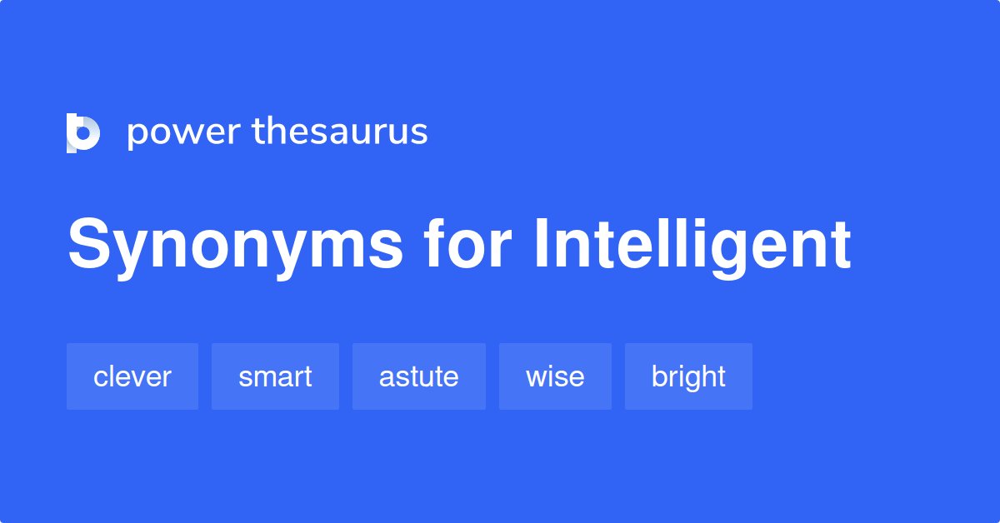 power thesaurus
Synonyms for Intelligent
clever smart astute wise bright